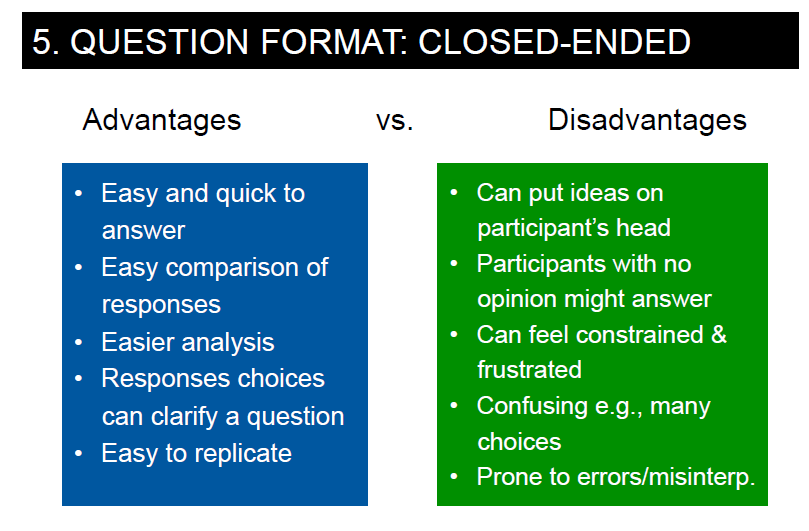 5. QUESTION FORMAT: CLOSED-ENDED
Advantages vs. Disadvantages
• Easy and quick to
answer
• Easy comparison of
responses
• Easier analysis
• Responses choices
can clarify a question
• Easy to replicate
• Can put ideas on
participant’s head
• Participants with no
opinion might answer
• Can feel constrained &
frustrated
• Confusing e.g., many
choices
• Prone to errors/misinterp.